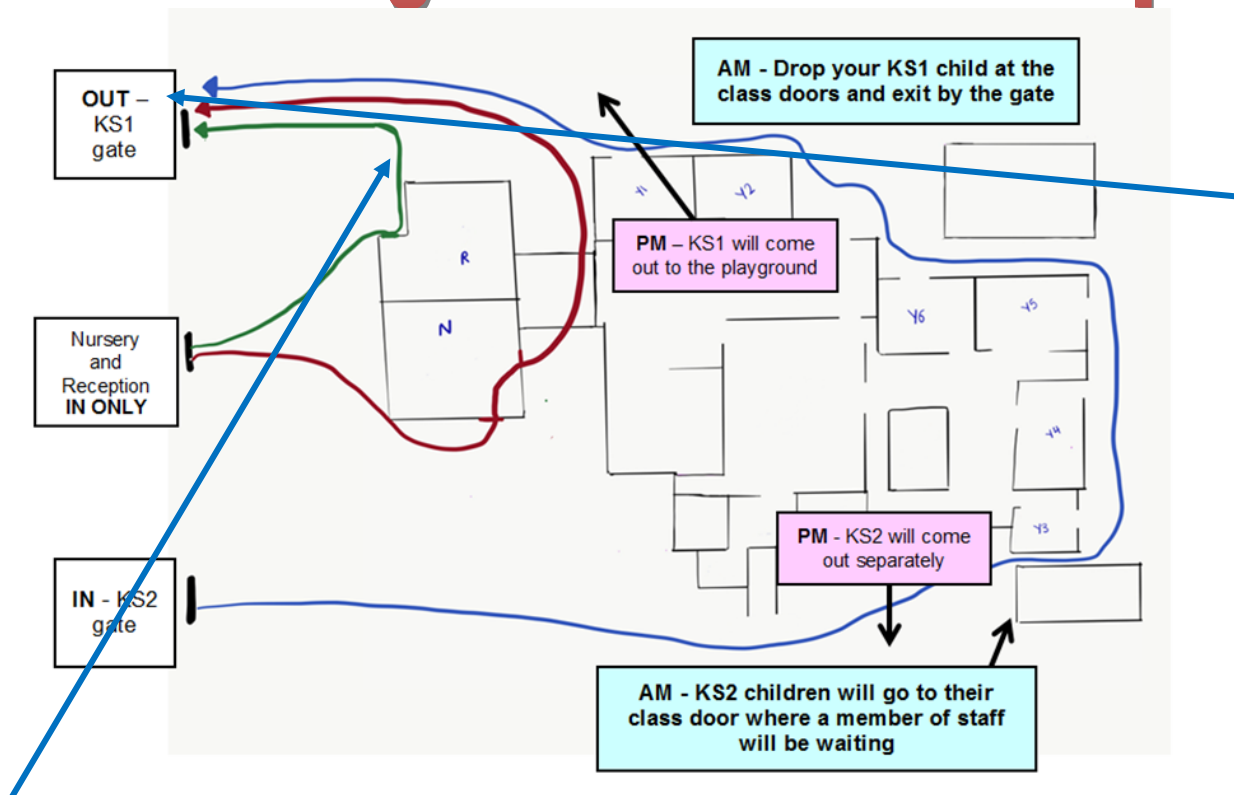 AM - Drop your KS1 child at the
class doors and exit by the gate
OUT –
KS1
gate
Y1
Y2
PM – KS1 will come
out to the playground
R
N
Y6
Y5
Nursery
and
Reception
IN ONLY
Y4
Y3
PM - KS2 will come
out separately
IN - KS2
gate
AM - KS2 children will go to their
class door where a member of staff
will be waiting